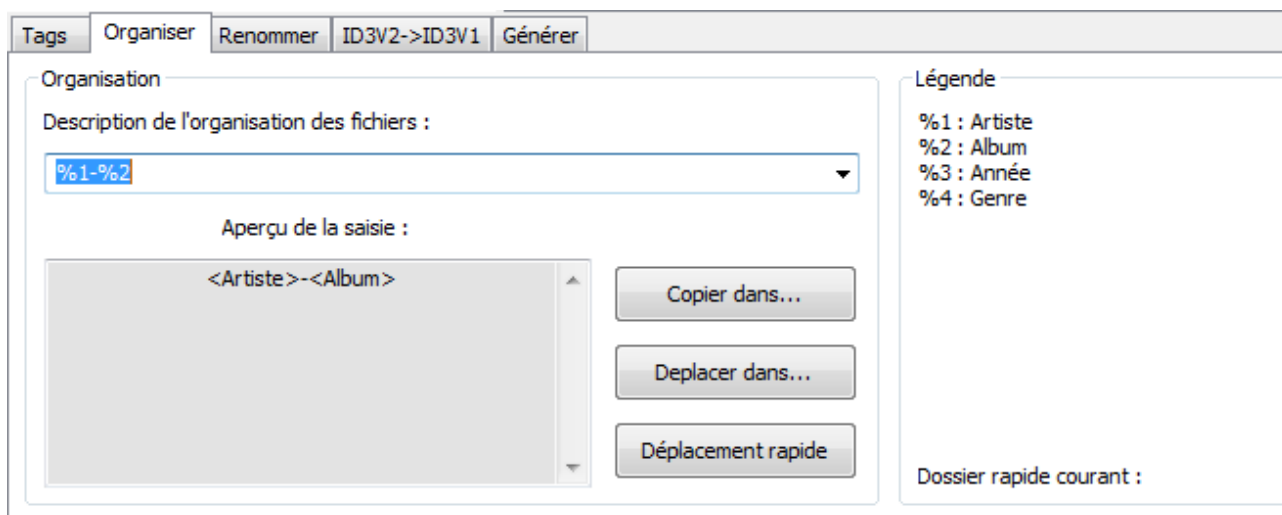 Tags Organiser Renommer ID3V2->ID3V1 Générer
Organisation
Description de l'organisation des fichiers :
%1-%2
Aperçu de la saisie :
<Artiste>-<Album>
Copier dans...
Deplacer dans...
Déplacement rapide
Légende
%1 : Artiste
%2 : Album
%3 : Année
%4 : Genre
Dossier rapide courant :